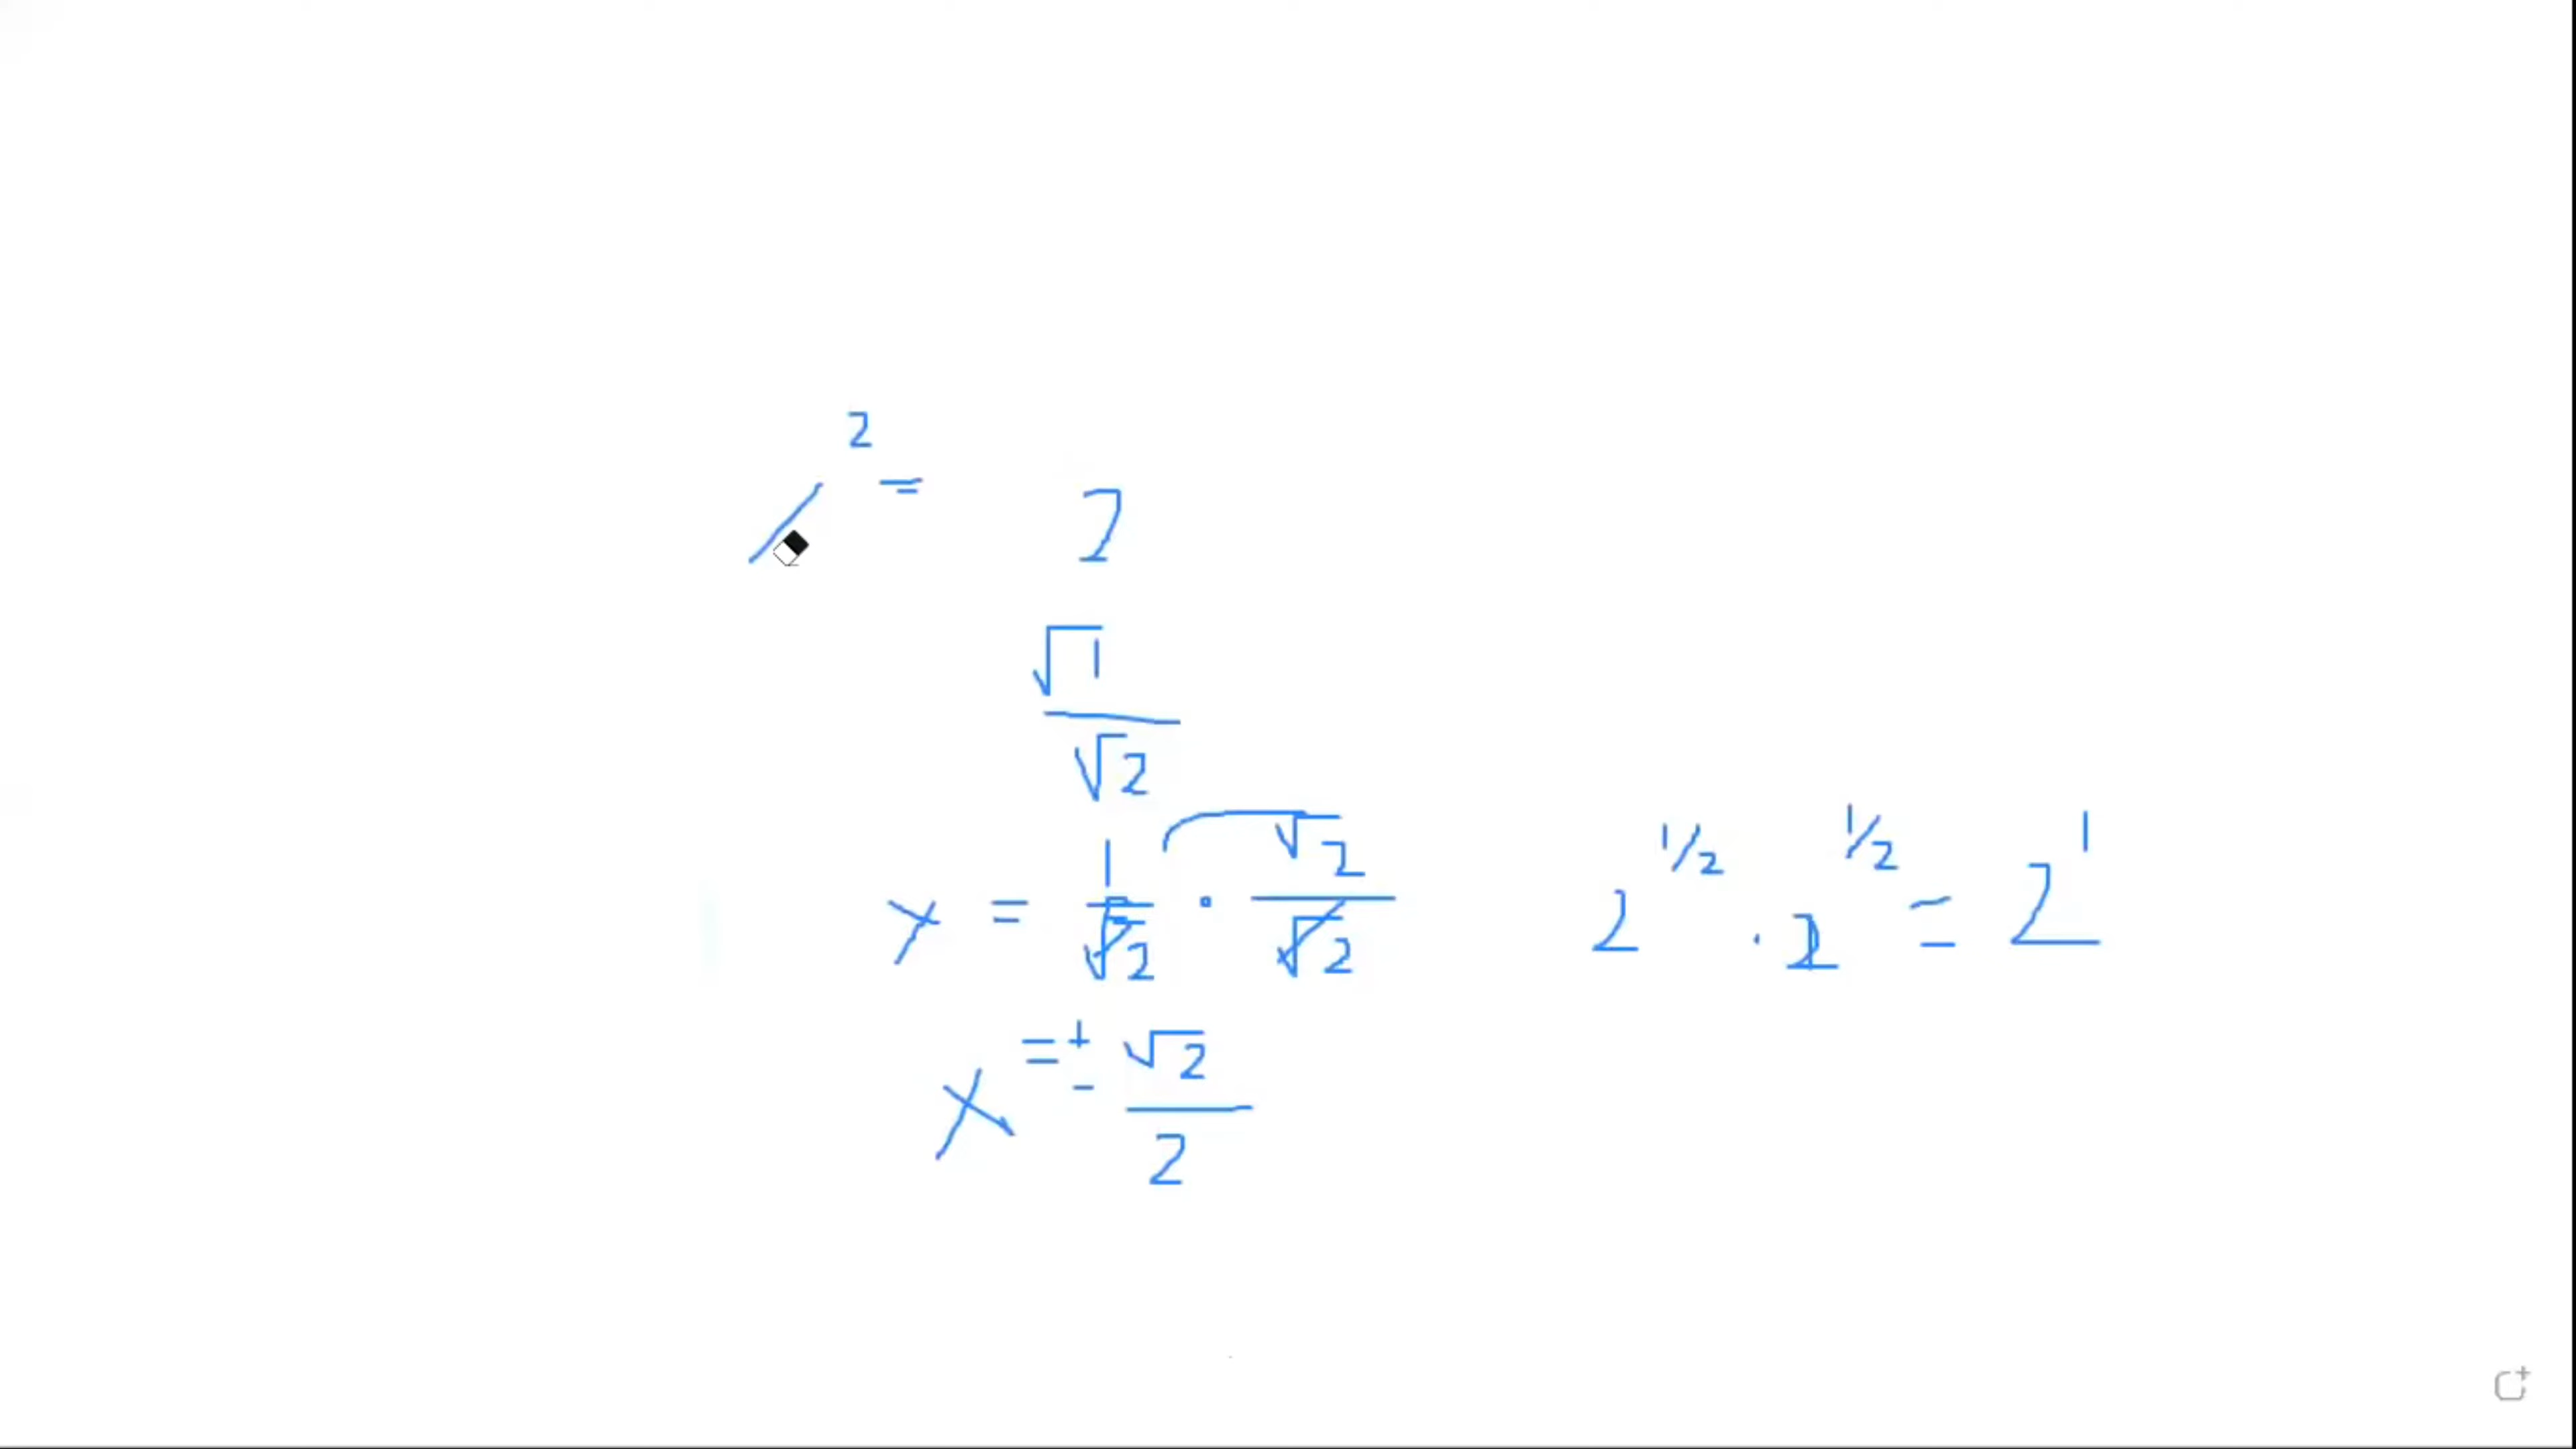 / ² = 2
√1 / √2
x = 1/√2 · √2/√2
2^1/2 · 2^1/2 = 2^1
x = ± √2 / 2